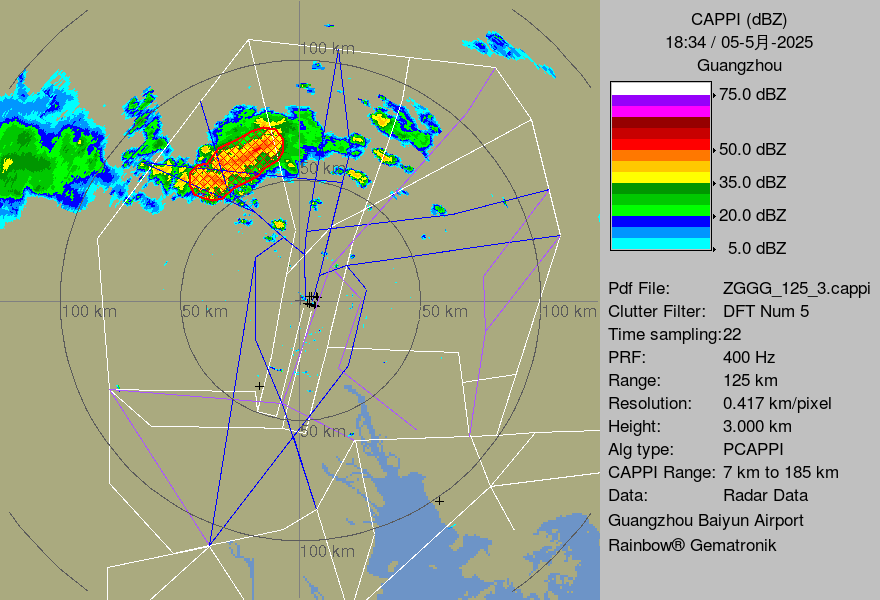 CAPPI (dBZ)
18:34 / 05-5月-2025
Guangzhou
75.0 dBZ
50.0 dBZ
35.0 dBZ
20.0 dBZ
5.0 dBZ
Pdf File: ZGGG_125_3.cappi
Clutter Filter: DFT Num 5
Time sampling:22
PRF: 400 Hz
Range: 125 km
Resolution: 0.417 km/pixel
Height: 3.000 km
Alg type: PCAPPI
CAPPI Range: 7 km to 185 km
Data: Radar Data
Guangzhou Baiyun Airport
Rainbow® Gematronik
100 km
50 km
100 km 50 km 50 km 100 km
50 km
100 km